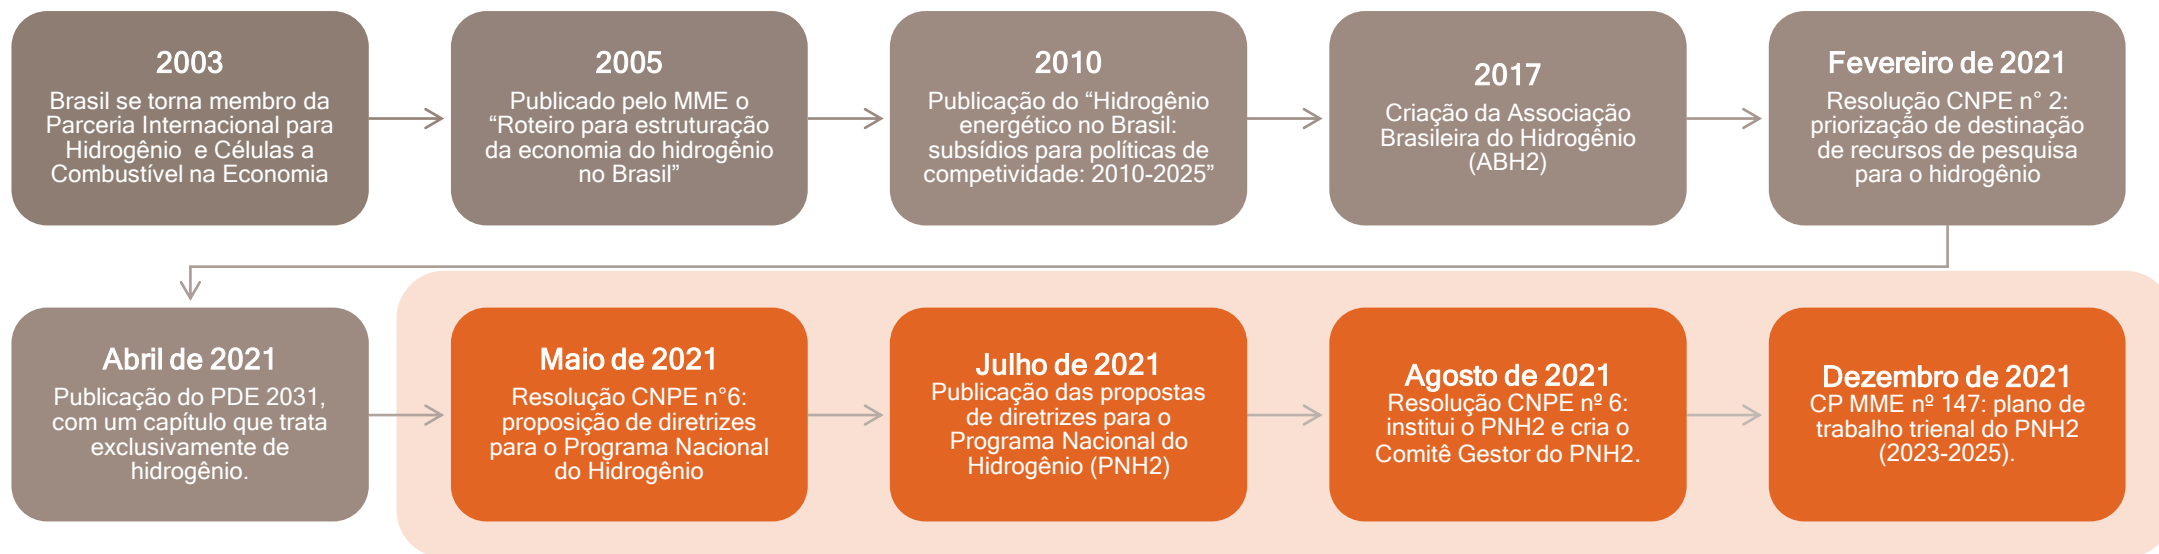 2003
Brasil se torna membro da
Parceria Internacional para
Hidrogênio e Células a
Combustível na Economia
2005
Publicado pelo MME o
“Roteiro para estruturação
da economia do hidrogênio
no Brasil”
2010
Publicação do “Hidrogênio
energético no Brasil:
subsídios para políticas de
competividade: 2010-2025”
2017
Criação da Associação
Brasileira do Hidrogênio
(ABH2)
Fevereiro de 2021
Resolução CNPE n° 2:
priorização de destinação
de recursos de pesquisa
para o hidrogênio
Abril de 2021
Publicação do PDE 2031,
com um capítulo que trata
exclusivamente de
hidrogênio.
Maio de 2021
Resolução CNPE n°6:
proposição de diretrizes
para o Programa Nacional
do Hidrogênio
Julho de 2021
Publicação das propostas
de diretrizes para o
Programa Nacional do
Hidrogênio (PNH2)
Agosto de 2021
Resolução CNPE nº 6:
institui o PNH2 e cria o
Comitê Gestor do PNH2.
Dezembro de 2021
CP MME nº 147: plano de
trabalho trienal do PNH2
(2023-2025).